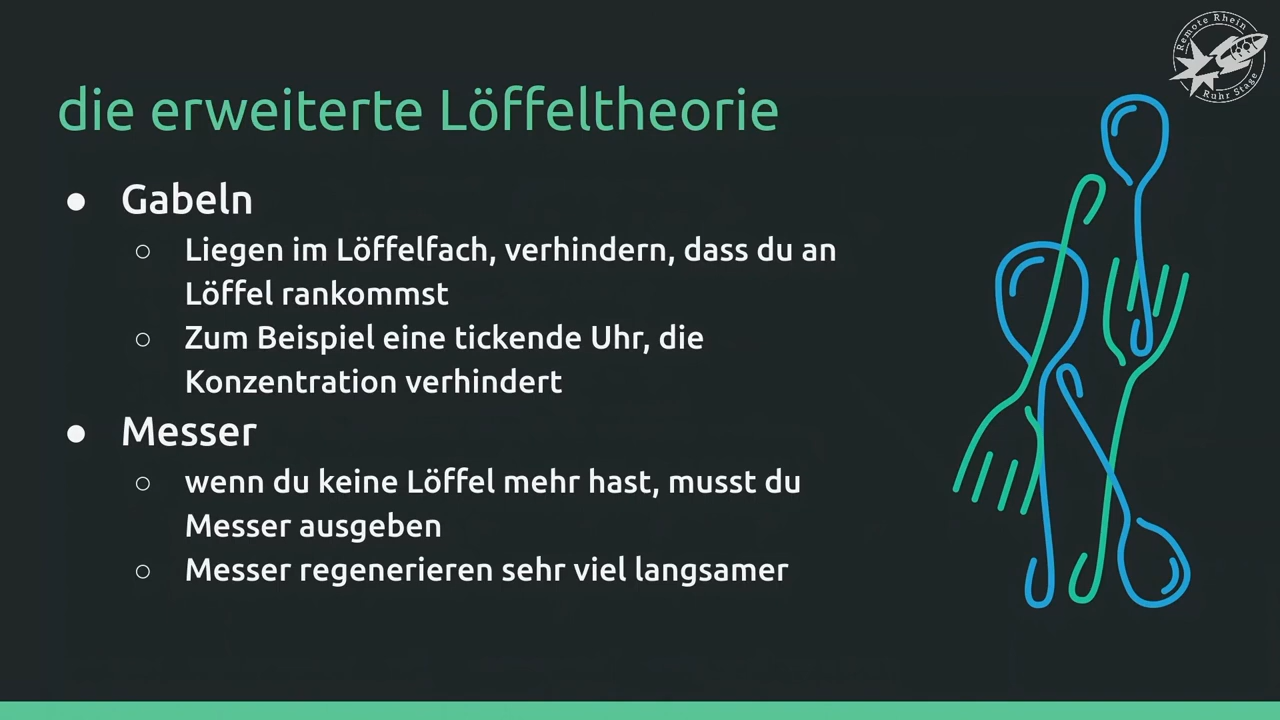 Remote Rhein
Ruhr Stage
die erweiterte Löffeltheorie
● Gabeln
○ Liegen im Löffelfach, verhindern, dass du an
Löffel rankommst
○ Zum Beispiel eine tickende Uhr, die
Konzentration verhindert
● Messer
○ wenn du keine Löffel mehr hast, musst du
Messer ausgeben
○ Messer regenerieren sehr viel langsamer